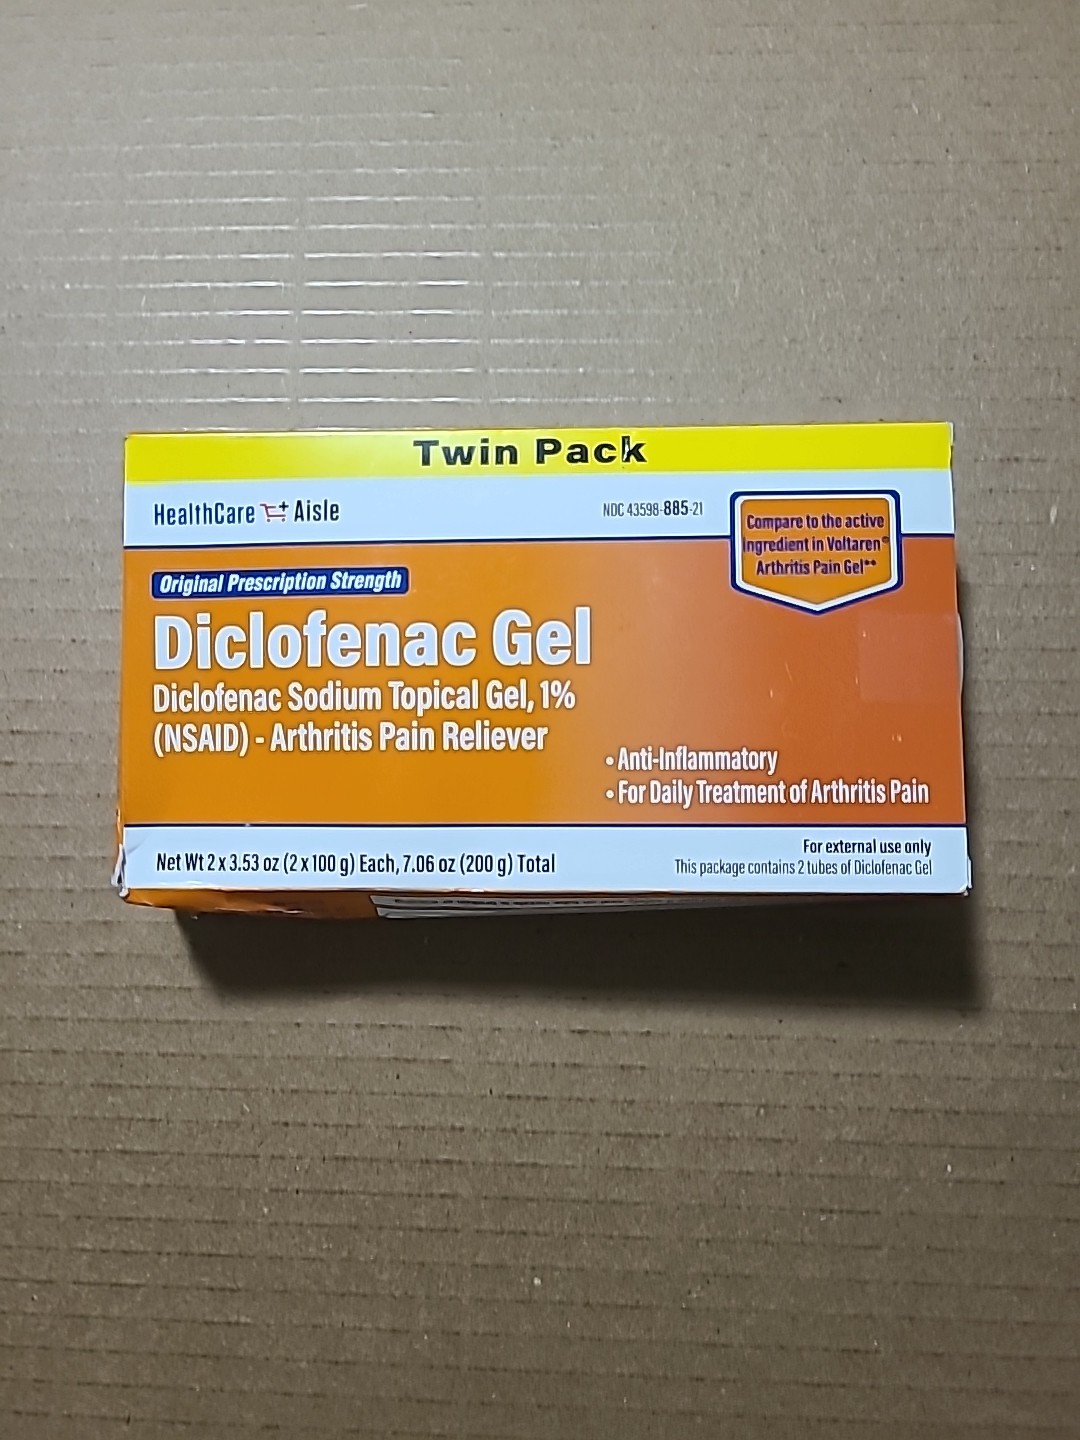 Twin Pack
HealthCare Aisle
NDC 43598-885-21
Compare to the active
ingredient in Voltaren®
Arthritis Pain Gel**
Original Prescription Strength
Diclofenac Gel
Diclofenac Sodium Topical Gel, 1%
(NSAID) - Arthritis Pain Reliever
• Anti-Inflammatory
• For Daily Treatment of Arthritis Pain
Net Wt 2 x 3.53 oz (2 x 100 g) Each, 7.06 oz (200 g) Total
For external use only
This package contains 2 tubes of Diclofenac Gel